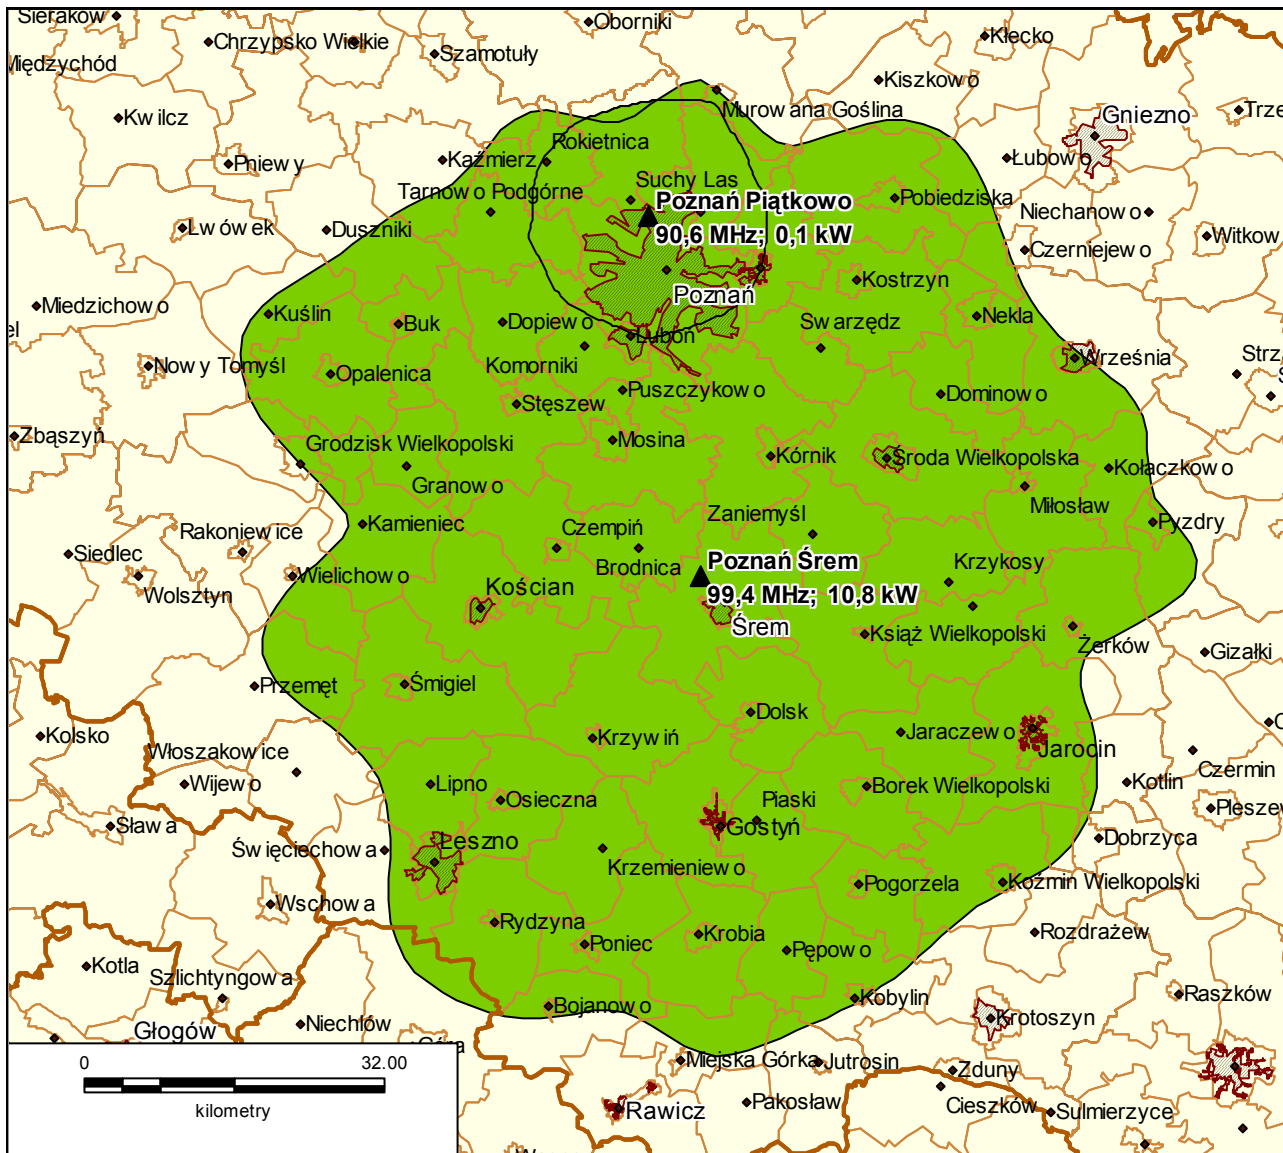 Sieraków
Oborniki
Chrzypsko Wielkie
Szamotuły
Kłecko
Międzychód
Kiszkowo
Kwilcz
Murowana Goślina
Gniezno
Trze
Rokietnica
Pniewy
Kaźmierz
Łubowo
Tarnowo Podgórne
Suchy Las
Pobiedziska
Poznań Piątkowo
90,6 MHz; 0,1 kW
Niechanowo
Lwówek
Duszniki
Czerniejewo
Witkow
Kostrzyn
Poznań
Miedzichowo
Kuślin
Buk
Dopiewo
Swarzędz
Nekla
Luboń
Nowy Tomyśl
Opalenica
Komorniki
Września
Strz
Puszczykowo
Dominowo
Stęszew
Zbąszyń
Grodzisk Wielkopolski
Mosina
Kórnik
Środa Wielkopolska
Kołaczkowo
Granowo
Miłosław
Kamieniec
Czempiń
Zaniemyśl
Pyzdry
Rakoniewice
Siedlec
Brodnica
Poznań Śrem
99,4 MHz; 10,8 kW
Krzykosy
Wielichowo
Wolsztyn
Kościan
Śrem
Książ Wielkopolski
Żerków
Gizałki
Przemęt
Śmigiel
Dolsk
Kolsko
Krzywiń
Jaraczewo
Jarocin
Włoszakowice
Wijewo
Lipno
Osieczna
Piaski
Borek Wielkopolski
Kotlin
Czermin
Pleszew
Sława
Gostyń
Dobrzyca
Święciechowa
Leszno
Krzemieniewo
Pogorzela
Koźmin Wielkopolski
Wschowa
Rydzyna
Poniec
Krobia
Pępowo
Rozdrażew
Kotla
Szlichtyngowa
Bojanowo
Kobylin
Raszków
Głogów
Niechlów
Góra
Krotoszyn
Miejska Górka
Jutrosin
Zduny
0 32.00
kilometry
Rawicz
Pakosław
Cieszków
Sulmierzyce